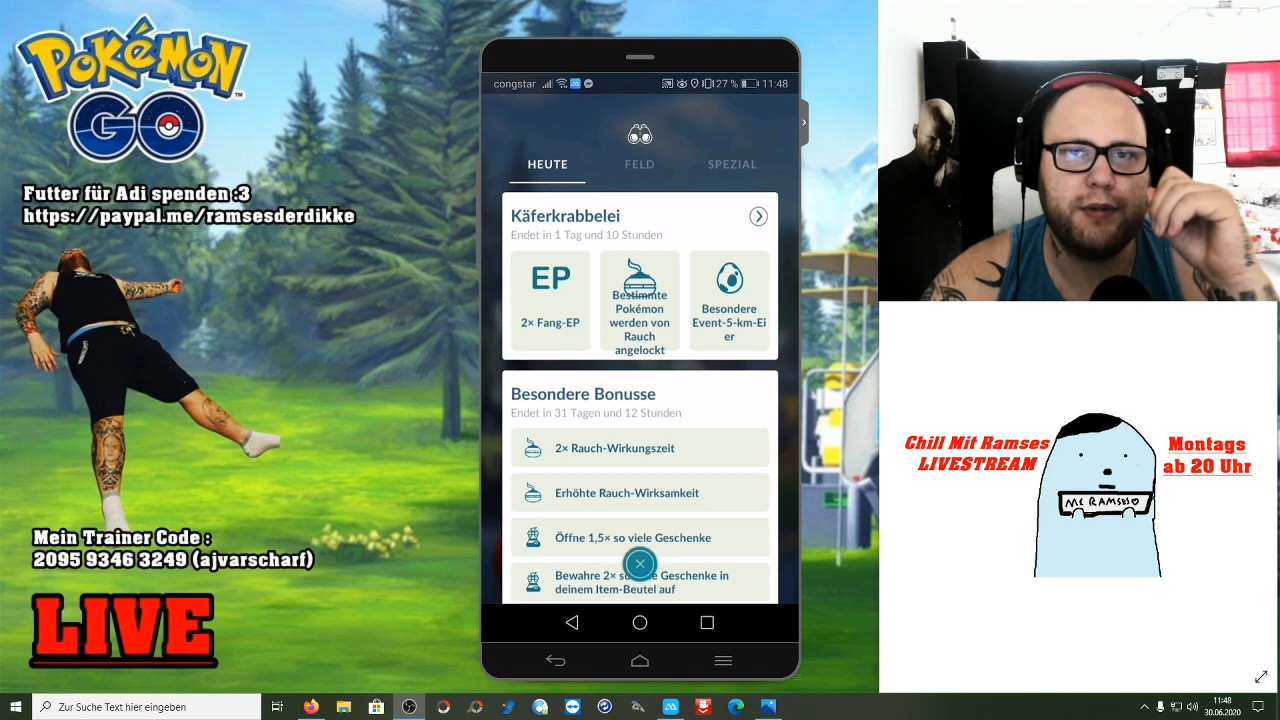 POKÉMON
GO
Futter für Adi spenden :3
https://paypal.me/ramsesderdikke
Mein Trainer Code :
2095 9346 3249 (ajvarscharf)
LIVE
congstar
27 % 11:48
HEUTE FELD SPEZIAL
Käferkrabbelei
Endet in 1 Tag und 10 Stunden
EP
2× Fang-EP
Bestimmte
Pokémon
werden von
Rauch
angelockt
Besondere
Event-5-km-Ei
er
Besondere Bonusse
Endet in 31 Tagen und 12 Stunden
2× Rauch-Wirkungszeit
Erhöhte Rauch-Wirksamkeit
Öffne 1,5× so viele Geschenke
Bewahre 2× Geschenke in
deinem Item-Beutel auf
Chill Mit Ramses
LIVESTREAM
MC RAMSES
Montags
ab 20 Uhr
Zur Suche Text hier eingeben
11:48
30.06.2020